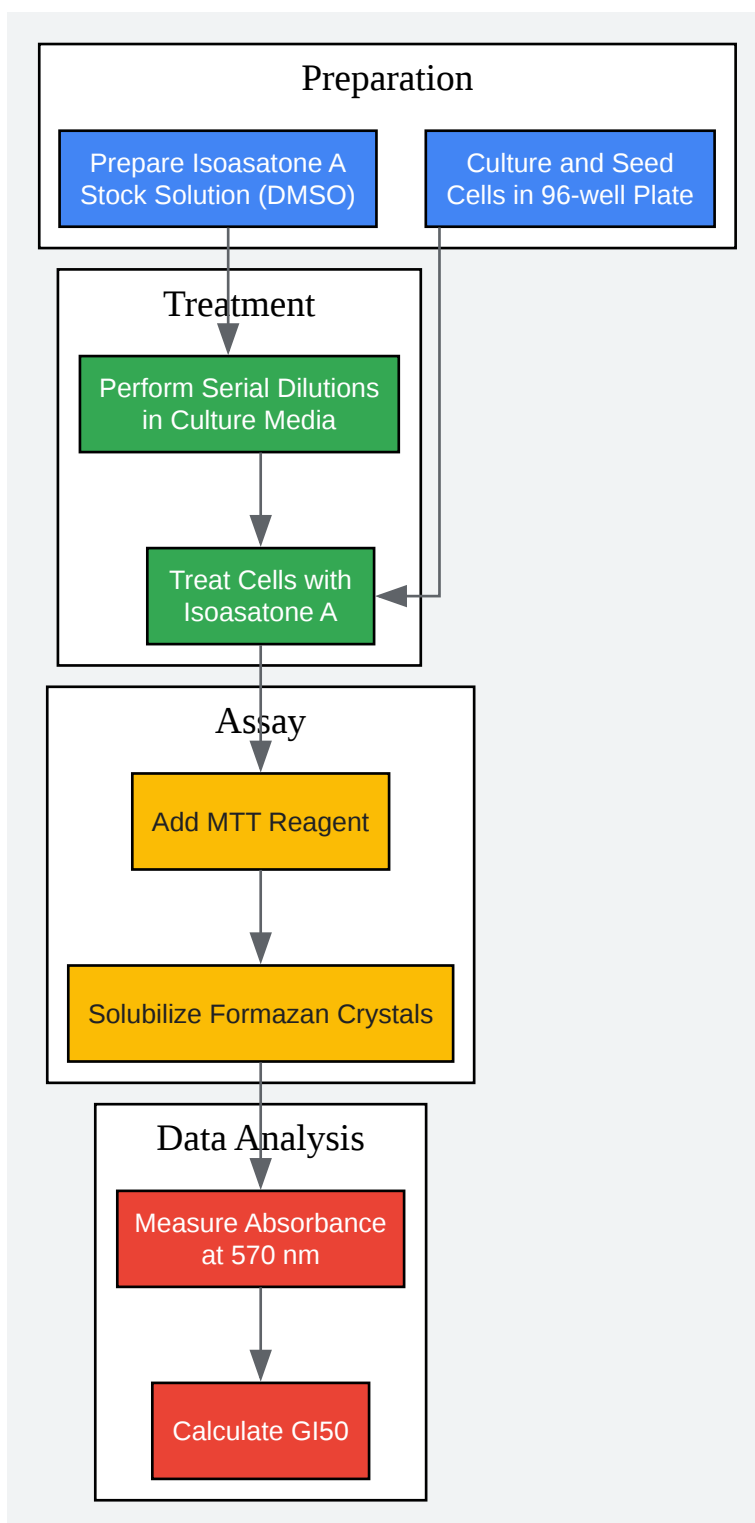 Preparation
Prepare Isoasatone A
Stock Solution (DMSO)
Culture and Seed
Cells in 96-well Plate
Treatment
Perform Serial Dilutions
in Culture Media
Treat Cells with
Isoasatone A
Assay
Add MTT Reagent
Solubilize Formazan Crystals
Data Analysis
Measure Absorbance
at 570 nm
Calculate GI50